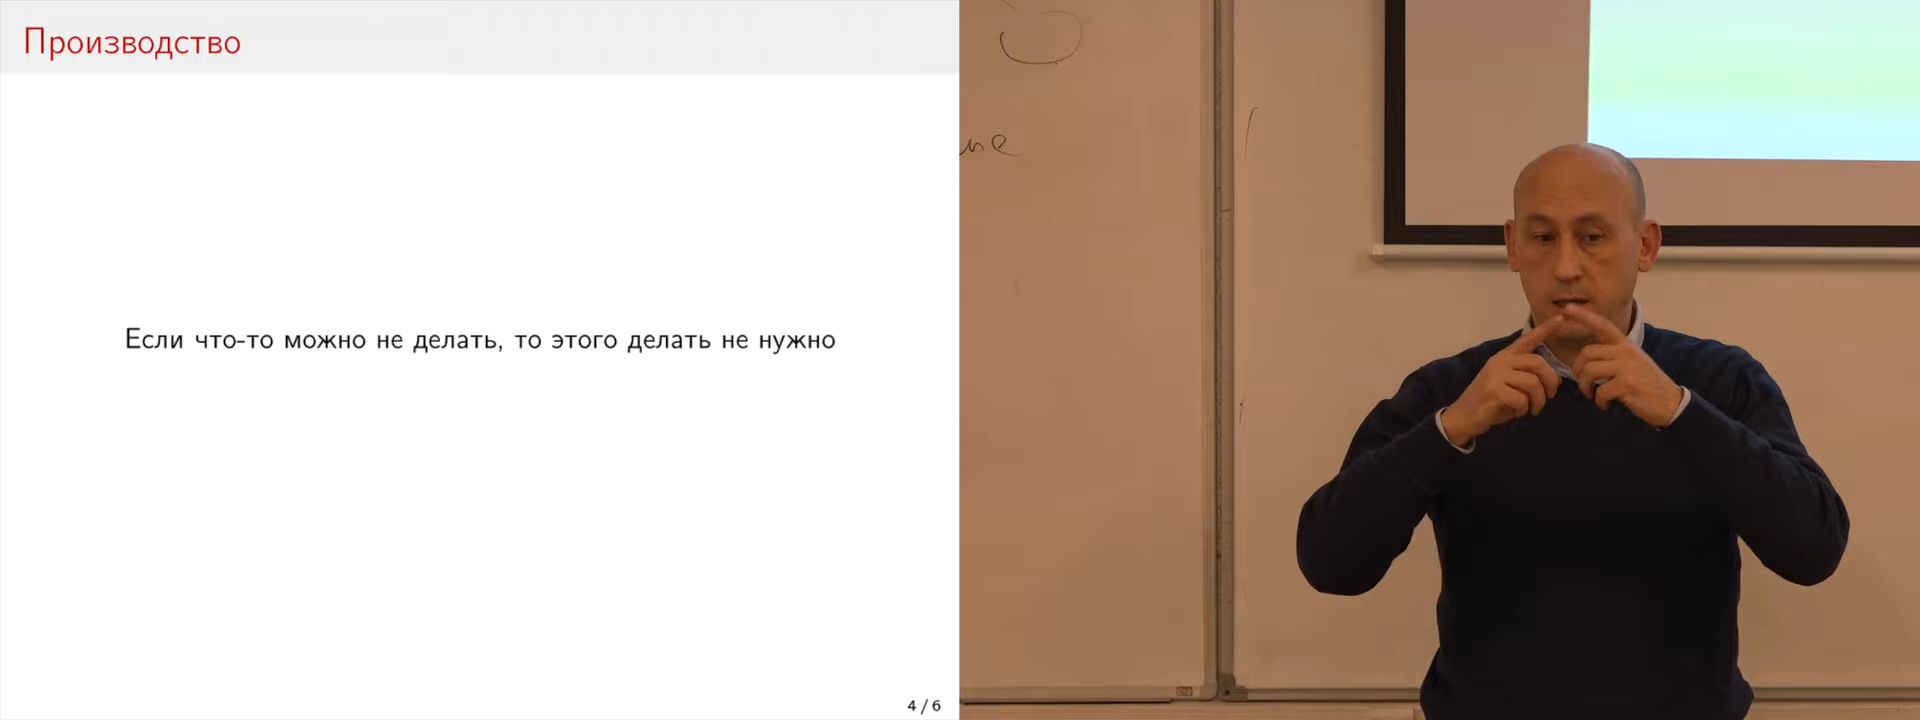 Производство
Если что-то можно не делать, то этого делать не нужно
4 / 6